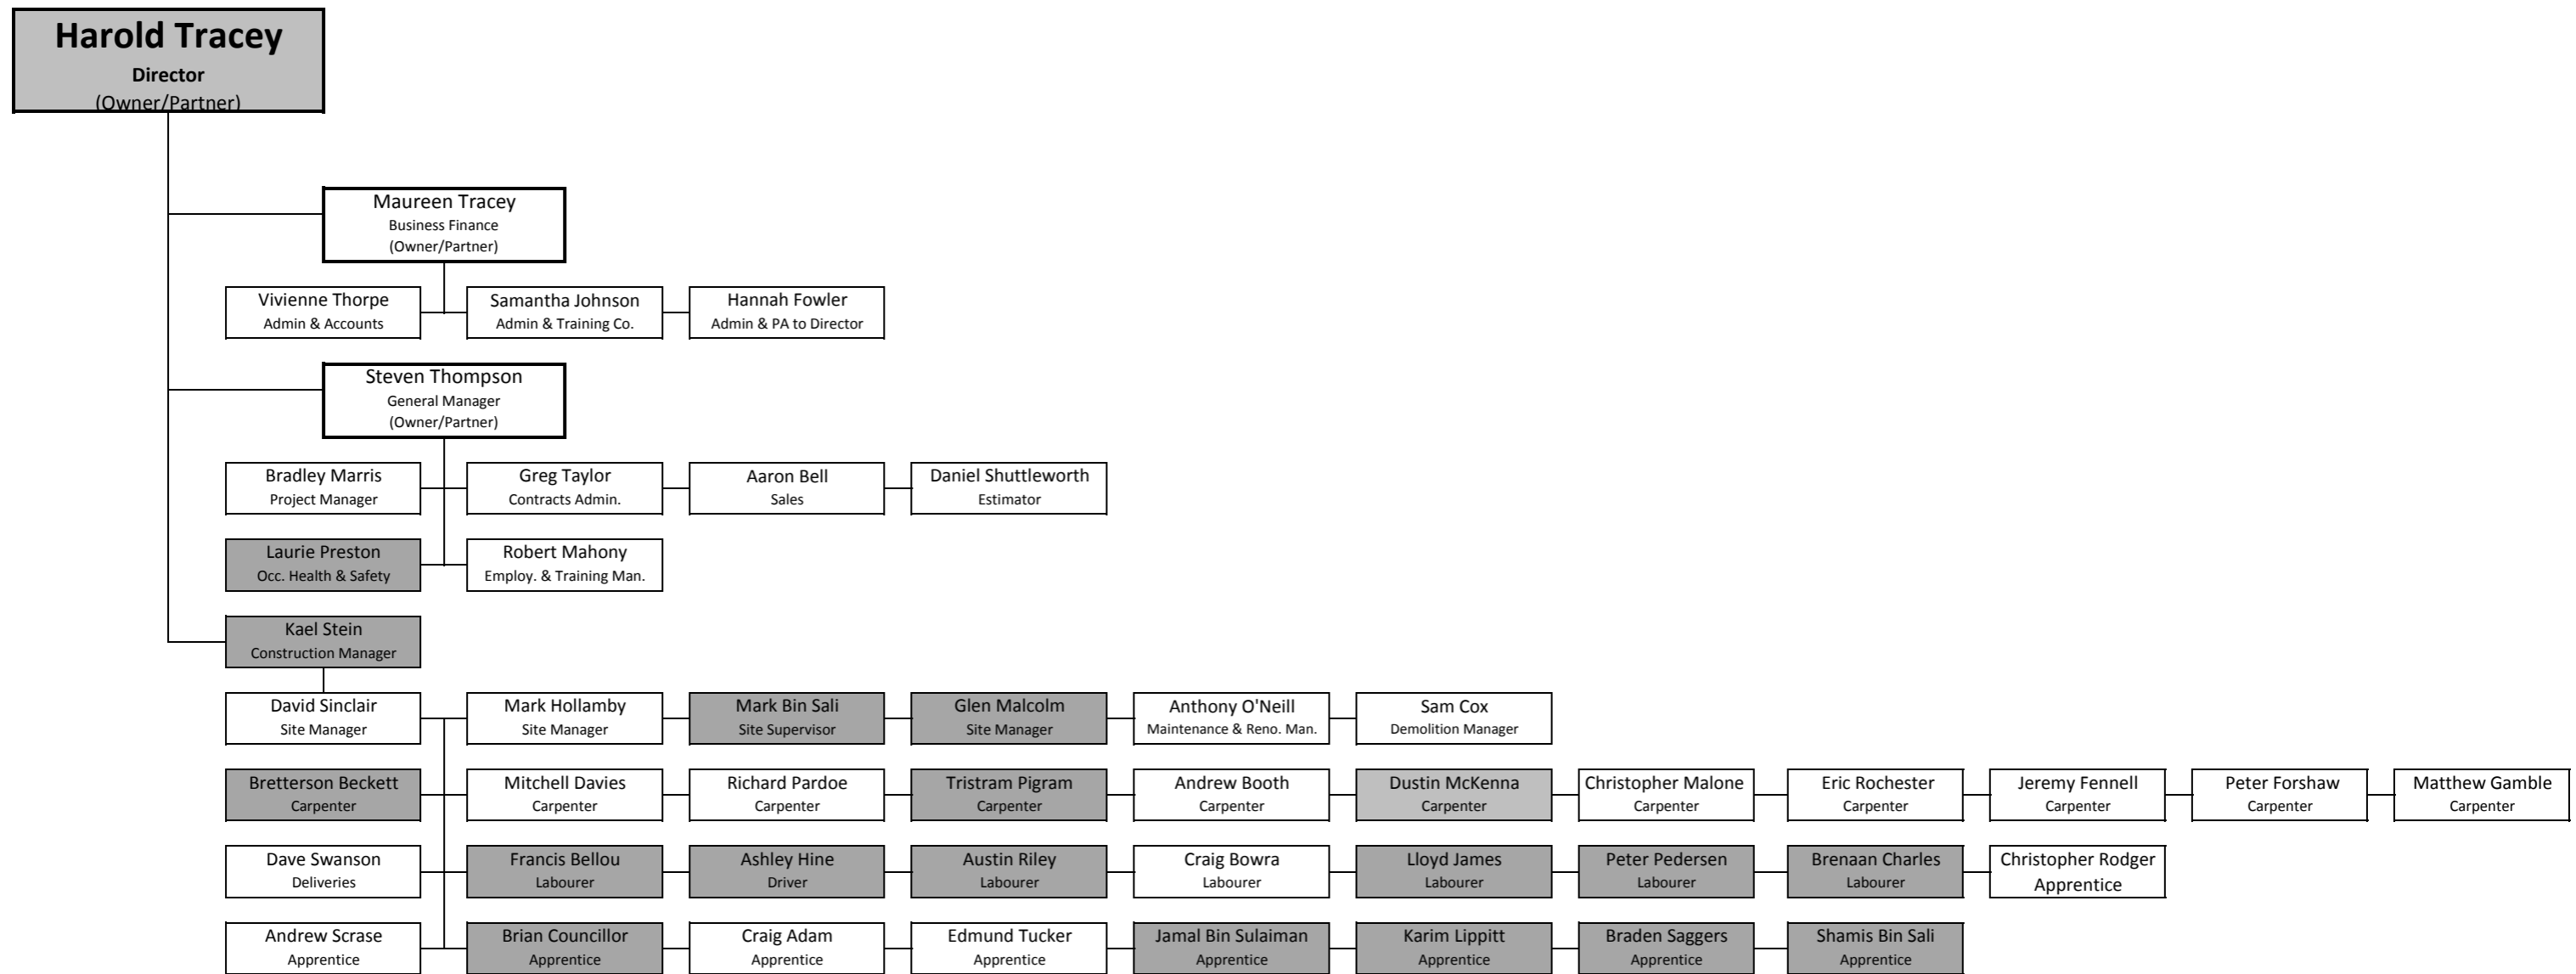 Harold Tracey
Director
(Owner/Partner)
Maureen Tracey
Business Finance
(Owner/Partner)
Vivienne Thorpe
Admin & Accounts
Samantha Johnson
Admin & Training Co.
Hannah Fowler
Admin & PA to Director
Steven Thompson
General Manager
(Owner/Partner)
Bradley Marris
Project Manager
Greg Taylor
Contracts Admin.
Aaron Bell
Sales
Daniel Shuttleworth
Estimator
Laurie Preston
Occ. Health & Safety
Robert Mahony
Employ. & Training Man.
Kael Stein
Construction Manager
David Sinclair
Site Manager
Mark Hollamby
Site Manager
Mark Bin Sali
Site Supervisor
Glen Malcolm
Site Manager
Anthony O'Neill
Maintenance & Reno. Man.
Sam Cox
Demolition Manager
Bretterson Beckett
Carpenter
Mitchell Davies
Carpenter
Richard Pardoe
Carpenter
Tristram Pigram
Carpenter
Andrew Booth
Carpenter
Dustin McKenna
Carpenter
Christopher Malone
Carpenter
Eric Rochester
Carpenter
Jeremy Fennell
Carpenter
Peter Forshaw
Carpenter
Matthew Gamble
Carpenter
Dave Swanson
Deliveries
Francis Bellou
Labourer
Ashley Hine
Driver
Austin Riley
Labourer
Craig Bowra
Labourer
Lloyd James
Labourer
Peter Pedersen
Labourer
Brenaan Charles
Labourer
Christopher Rodger
Apprentice
Andrew Scrase
Apprentice
Brian Councillor
Apprentice
Craig Adam
Apprentice
Edmund Tucker
Apprentice
Jamal Bin Sulaiman
Apprentice
Karim Lippitt
Apprentice
Braden Saggers
Apprentice
Shamis Bin Sali
Apprentice